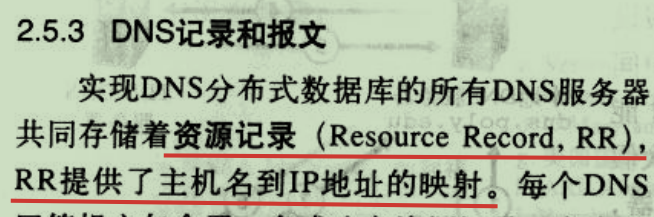 2.5.3 DNS记录和报文
实现DNS分布式数据库的所有DNS服务器
共同存储着资源记录（Resource Record, RR），
RR提供了主机名到IP地址的映射。每个DNS